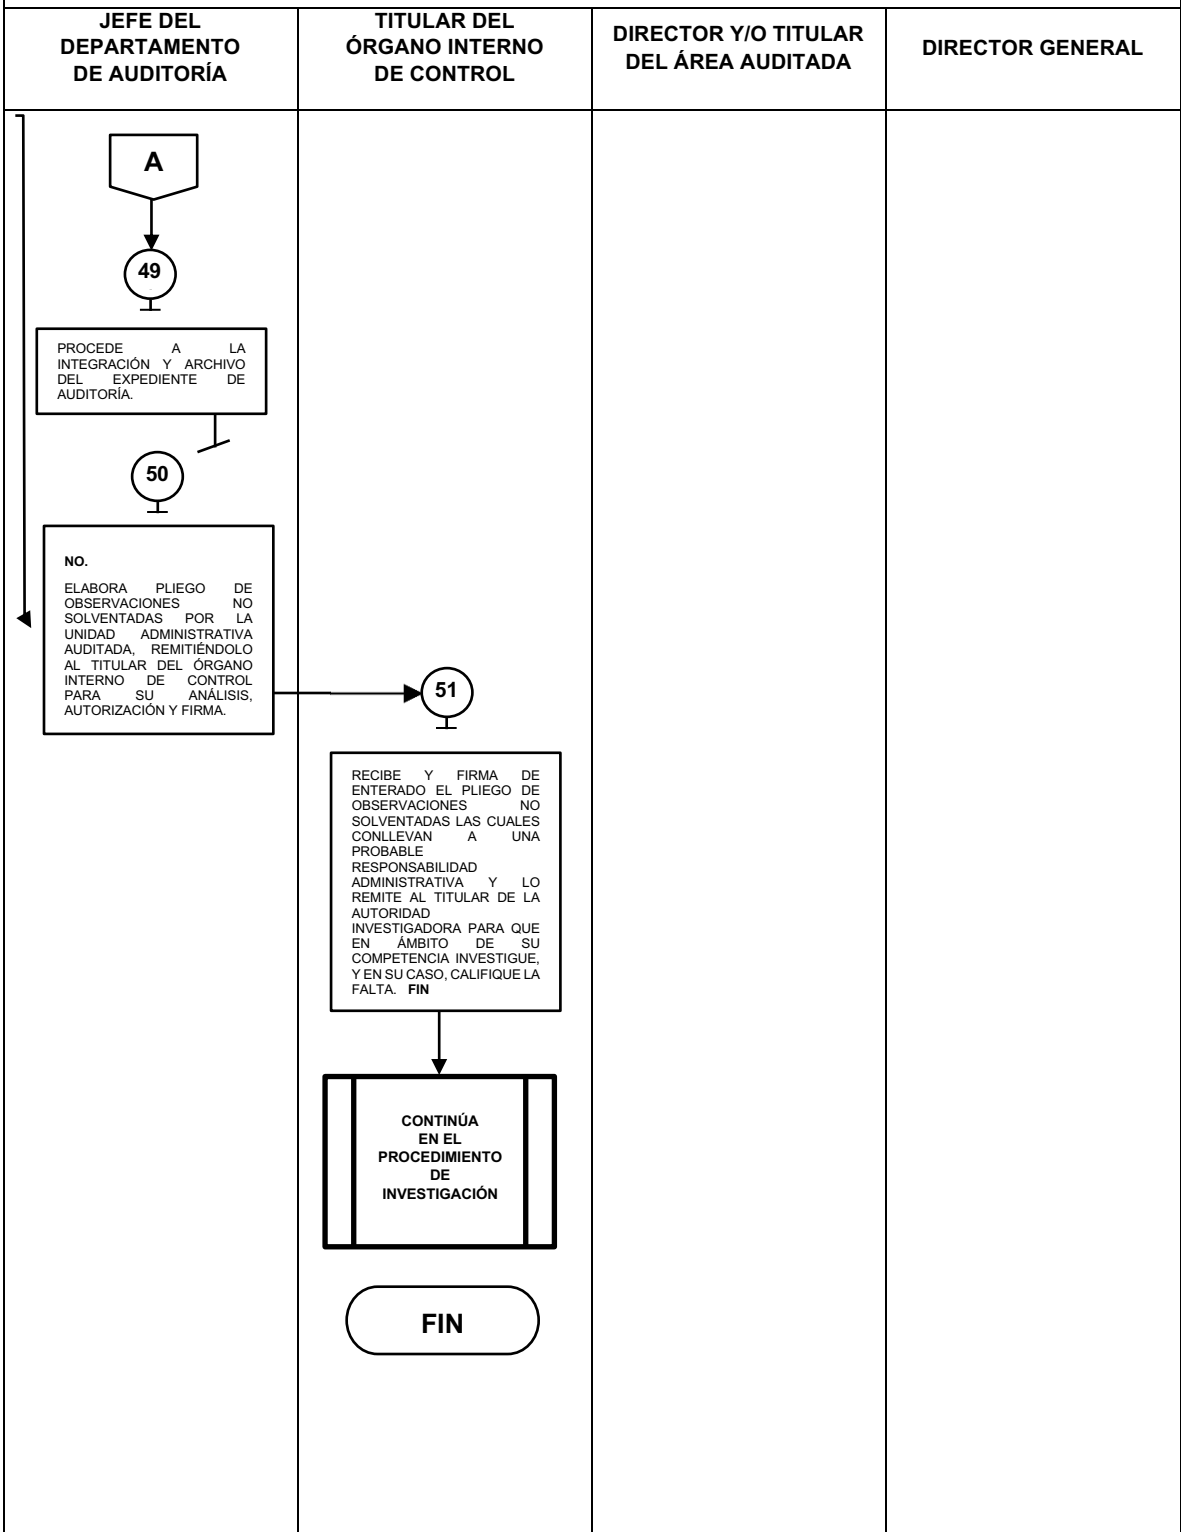 JEFE DEL
DEPARTAMENTO
DE AUDITORÍA
TITULAR DEL
ÓRGANO INTERNO
DE CONTROL
DIRECTOR Y/O TITULAR
DEL ÁREA AUDITADA
DIRECTOR GENERAL
A
49
PROCEDE A LA
INTEGRACIÓN Y ARCHIVO
DEL EXPEDIENTE DE
AUDITORÍA.
50
NO.
ELABORA PLIEGO DE
OBSERVACIONES NO
SOLVENTADAS POR LA
UNIDAD ADMINISTRATIVA
AUDITADA, REMITIÉNDOLO
AL TITULAR DEL ÓRGANO
INTERNO DE CONTROL
PARA SU ANÁLISIS,
AUTORIZACIÓN Y FIRMA.
51
RECIBE Y FIRMA DE
ENTERADO EL PLIEGO DE
OBSERVACIONES NO
SOLVENTADAS LAS CUALES
CONLLEVAN A UNA
PROBABLE
RESPONSABILIDAD
ADMINISTRATIVA Y LO
REMITE AL TITULAR DE LA
AUTORIDAD
INVESTIGADORA PARA QUE
EN ÁMBITO DE SU
COMPETENCIA INVESTIGUE,
Y EN SU CASO, CALIFIQUE LA
FALTA. FIN
CONTINÚA
EN EL
PROCEDIMIENTO
DE
INVESTIGACIÓN
FIN